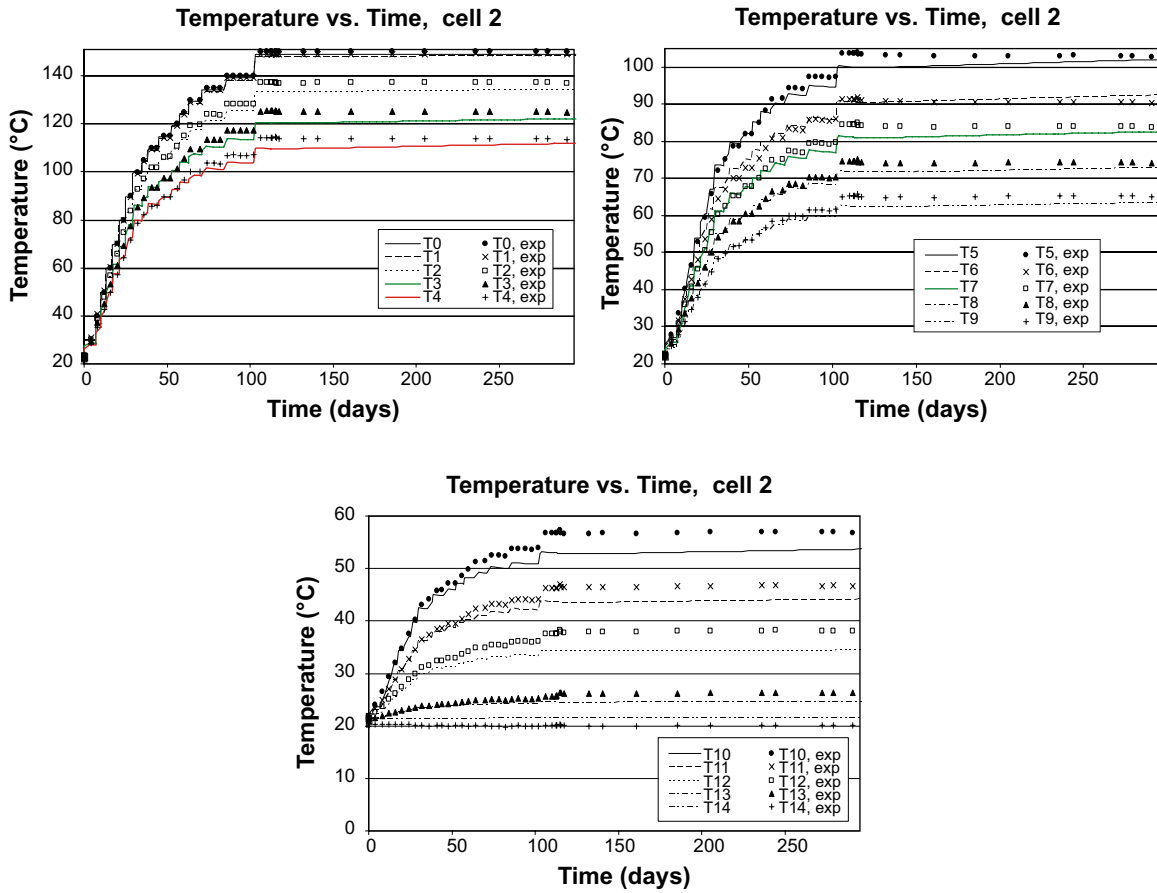 Temperature vs. Time, cell 2
Temperature (°C)
140
120
100
80
60
40
20
0 50 100 150 200 250
Time (days)
T0 T0, exp
T1 T1, exp
T2 T2, exp
T3 T3, exp
T4 T4, exp
Temperature vs. Time, cell 2
Temperature (°C)
100
90
80
70
60
50
40
30
20
0 50 100 150 200 250
Time (days)
T5 T5, exp
T6 T6, exp
T7 T7, exp
T8 T8, exp
T9 T9, exp
Temperature vs. Time, cell 2
Temperature (°C)
60
50
40
30
20
10
0
0 50 100 150 200 250
Time (days)
T10 T10, exp
T11 T11, exp
T12 T12, exp
T13 T13, exp
T14 T14, exp